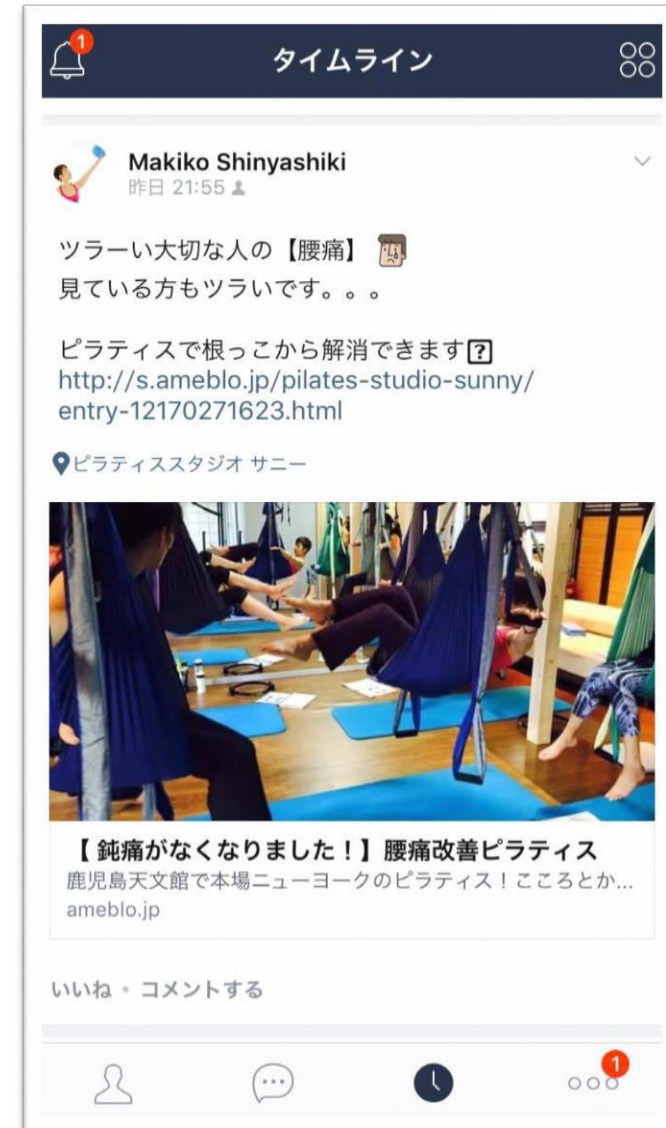 1
タイムライン
Makiko Shinyashiki
昨日 21:55
ツラーい大切な人の【腰痛】
見ている方もツラいです。。。
ピラティスで根っこから解消できます?
http://s.ameblo.jp/pilates-studio-sunny/
entry-12170271623.html
ピラティススタジオ サニー
【 鈍痛がなくなりました！】腰痛改善ピラティス
鹿児島天文館で本場ニューヨークのピラティス！こころとか...
ameblo.jp
いいね • コメントする
1